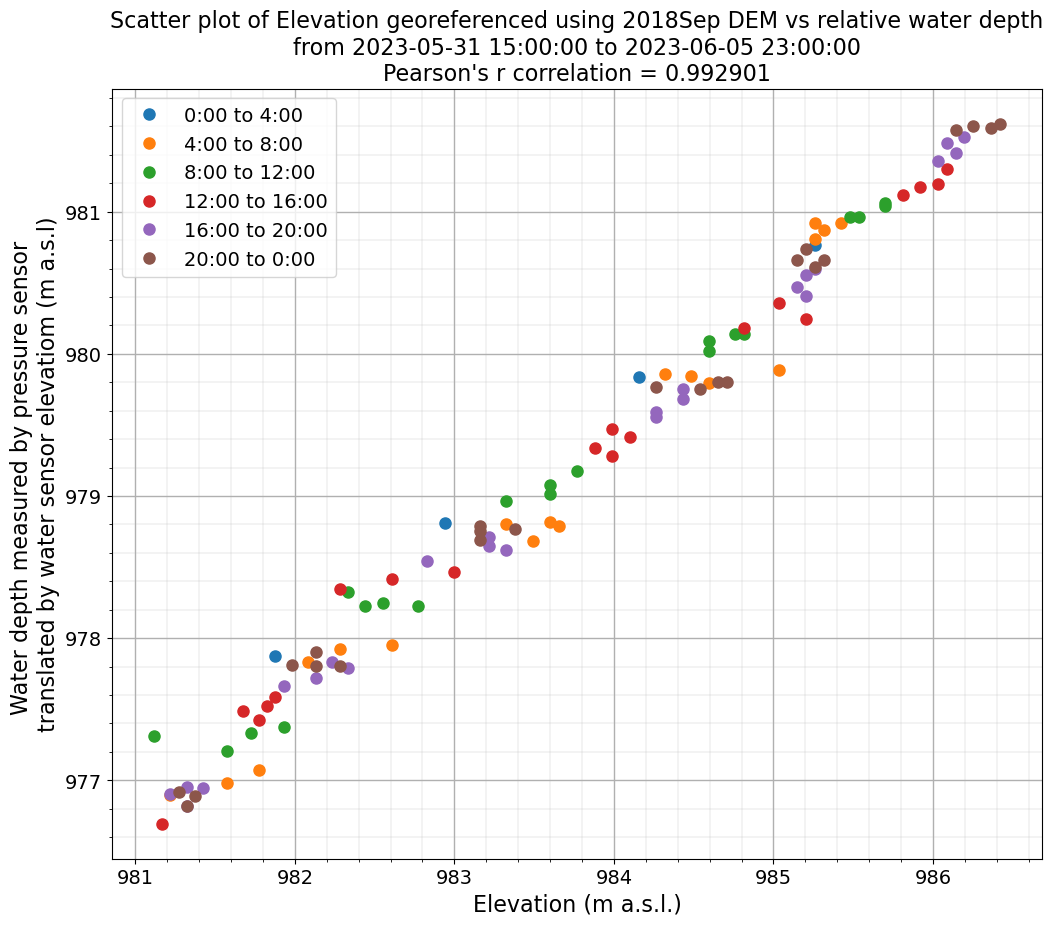 Scatter plot of Elevation georeferenced using 2018Sep DEM vs relative water depth
from 2023-05-31 15:00:00 to 2023-06-05 23:00:00
Pearson's r correlation = 0.992901
0:00 to 4:00
4:00 to 8:00
8:00 to 12:00
12:00 to 16:00
16:00 to 20:00
20:00 to 0:00
Water depth measured by pressure sensor
translated by water sensor elevatiom (m a.s.l)
981
980
979
978
977
981 982 983 984 985 986
Elevation (m a.s.l.)